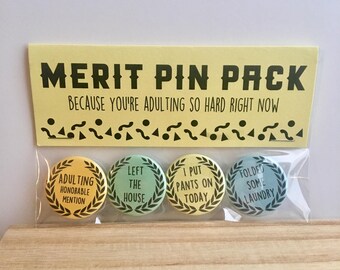 MERIT PIN PACK
BECAUSE YOU'RE ADULTING SO HARD RIGHT NOW
ADULTING
HONORABLE
MENTION
LEFT
THE
HOUSE
I PUT
PANTS ON
TODAY
FOLDED
SOME
LAUNDRY